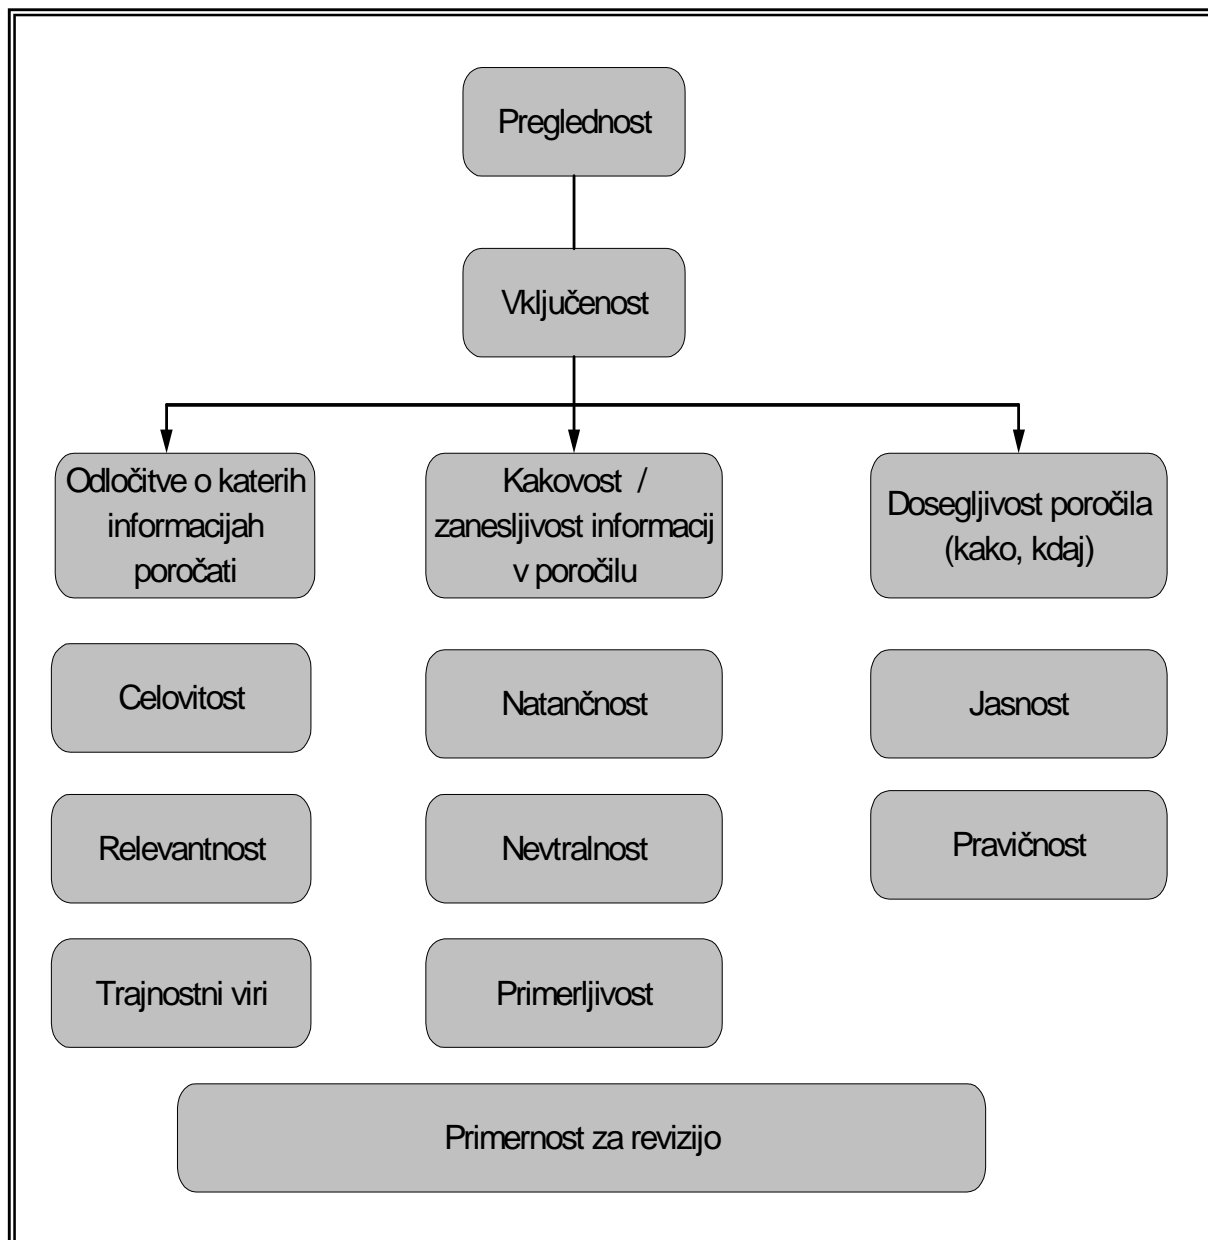 Preglednost
Vključenost
Odločitve o katerih
informacijah
poročati
Kakovost /
zanesljivost informacij
v poročilu
Dosegljivost poročila
(kako, kdaj)
Celovitost
Natančnost
Jasnost
Relevantnost
Nevtralnost
Pravičnost
Trajnostni viri
Primerljivost
Primernost za revizijo